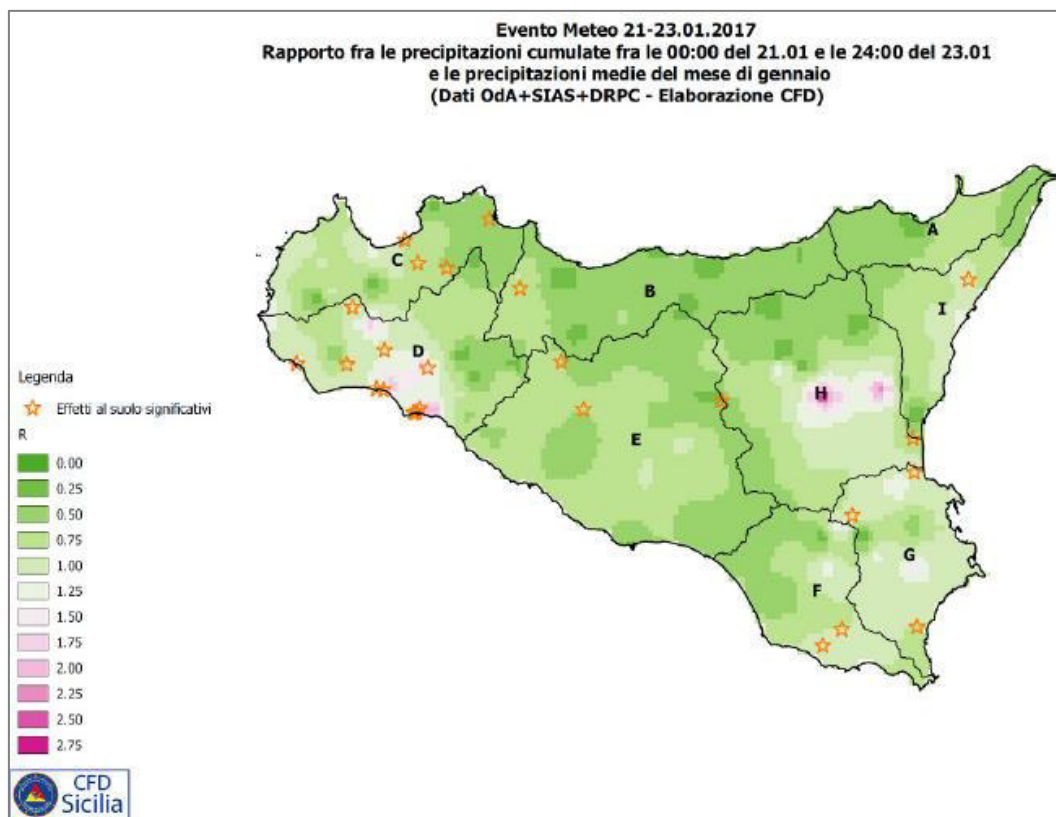 Evento Meteo 21-23.01.2017
Rapporto fra le precipitazioni cumulate fra le 00:00 del 21.01 e le 24:00 del 23.01
e le precipitazioni medie del mese di gennaio
(Dati OdA+SIAS+DRPC - Elaborazione CFD)
A
C
B
I
D
H
E
G
F
Legenda
Effetti al suolo significativi
R
0.00
0.25
0.50
0.75
1.00
1.25
1.50
1.75
2.00
2.25
2.50
2.75
CFD
Sicilia